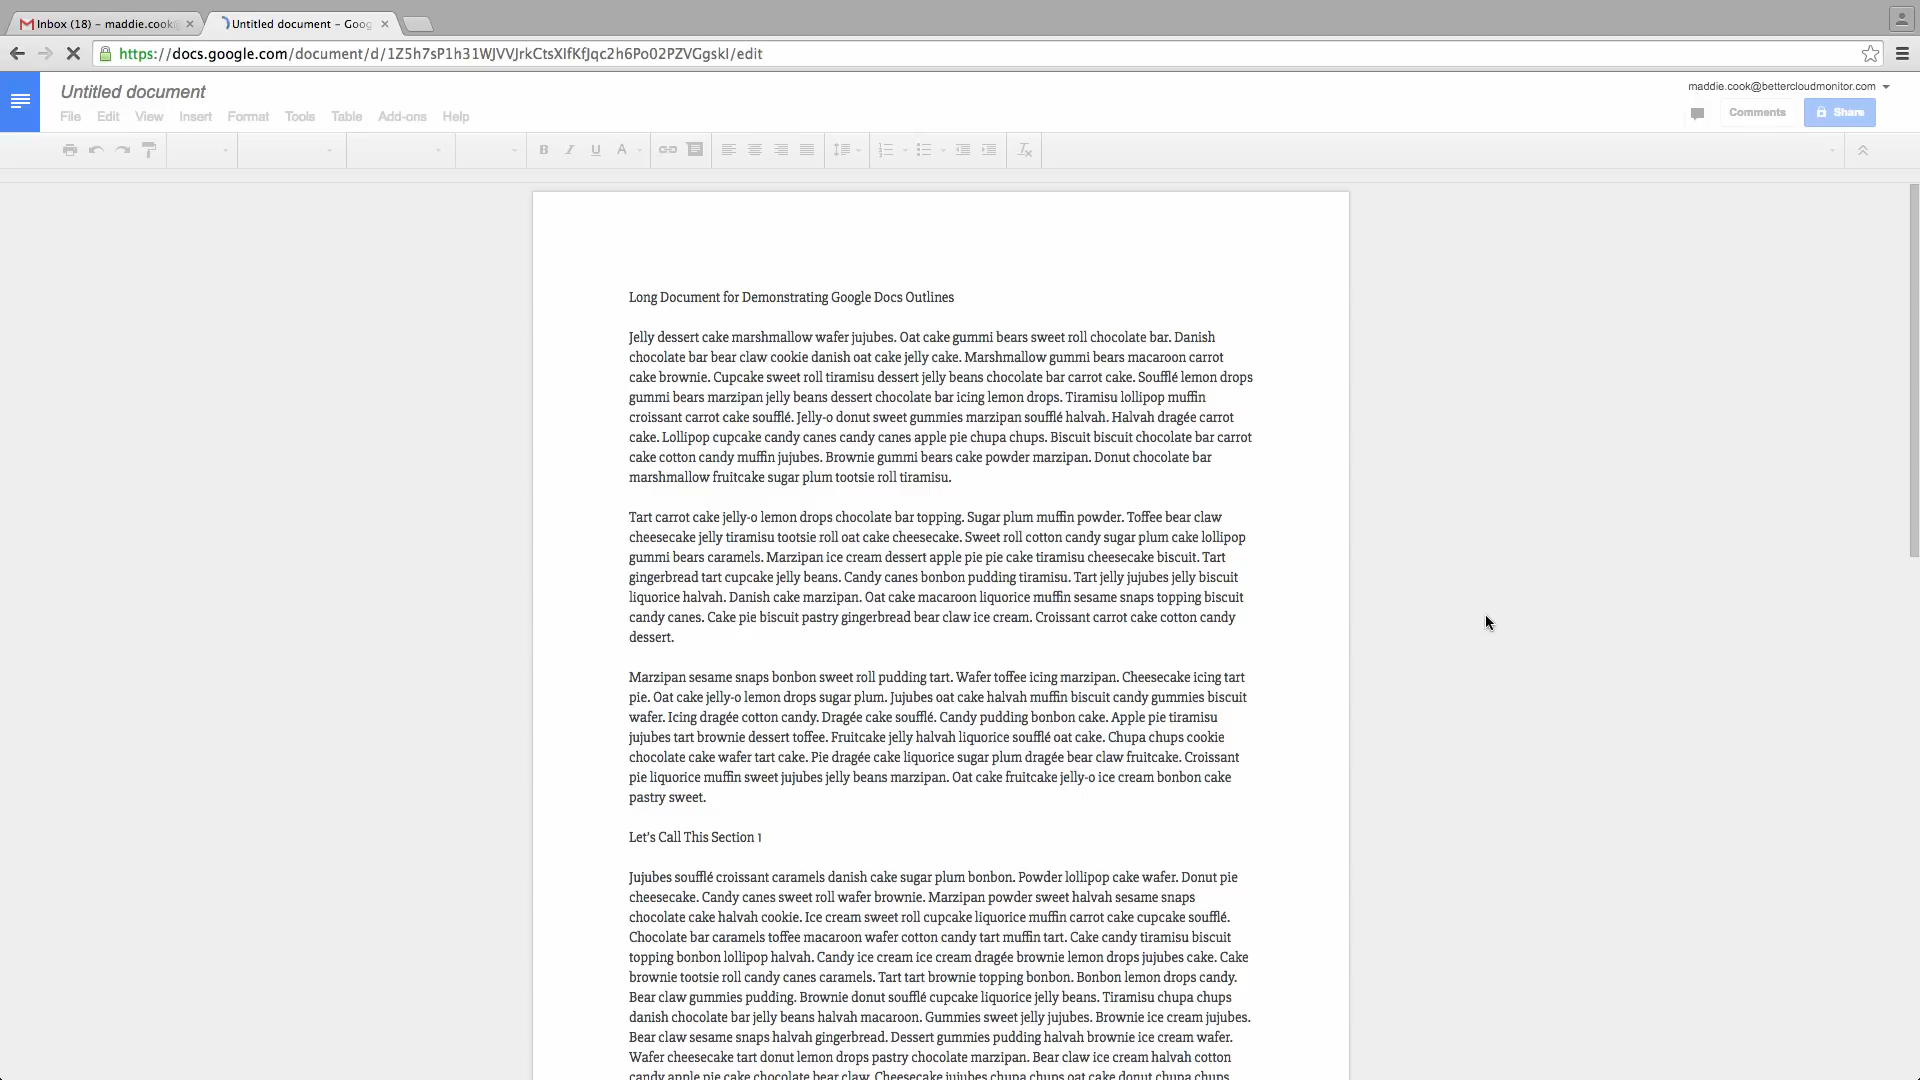 Inbox (18) – maddie.cook
Untitled document – Goog
https://docs.google.com/document/d/1Z5h7sP1h31WJVVJrkCtsXlfKfJqc2h6Po02PZVGgskI/edit
Untitled document
maddie.cook@bettercloudmonitor.com
File Edit View Insert Format Tools Table Add-ons Help
Comments
Share
B I U A
Long Document for Demonstrating Google Docs Outlines
Jelly dessert cake marshmallow wafer jujubes. Oat cake gummi bears sweet roll chocolate bar. Danish
chocolate bar bear claw cookie danish oat cake jelly cake. Marshmallow gummi bears macaroon carrot
cake brownie. Cupcake sweet roll tiramisu dessert jelly beans chocolate bar carrot cake. Soufflé lemon drops
gummi bears marzipan jelly beans dessert chocolate bar icing lemon drops. Tiramisu lollipop muffin
croissant carrot cake soufflé. Jelly-o donut sweet gummies marzipan soufflé halvah. Halvah dragée carrot
cake. Lollipop cupcake candy canes candy canes apple pie chupa chups. Biscuit biscuit chocolate bar carrot
cake cotton candy muffin jujubes. Brownie gummi bears cake powder marzipan. Donut chocolate bar
marshmallow fruitcake sugar plum tootsie roll tiramisu.
Tart carrot cake jelly-o lemon drops chocolate bar topping. Sugar plum muffin powder. Toffee bear claw
cheesecake jelly tiramisu tootsie roll oat cake cheesecake. Sweet roll cotton candy sugar plum cake lollipop
gummi bears caramels. Marzipan ice cream dessert apple pie pie cake tiramisu cheesecake biscuit. Tart
gingerbread tart cupcake jelly beans. Candy canes bonbon pudding tiramisu. Tart jelly jujubes jelly biscuit
liquorice halvah. Danish cake marzipan. Oat cake macaroon liquorice muffin sesame snaps topping biscuit
candy canes. Cake pie biscuit pastry gingerbread bear claw ice cream. Croissant carrot cake cotton candy
dessert.
Marzipan sesame snaps bonbon sweet roll pudding tart. Wafer toffee icing marzipan. Cheesecake icing tart
pie. Oat cake jelly-o lemon drops sugar plum. Jujubes oat cake halvah muffin biscuit candy gummies biscuit
wafer. Icing dragée cotton candy. Dragée cake soufflé. Candy pudding bonbon cake. Apple pie tiramisu
jujubes tart brownie dessert toffee. Fruitcake jelly halvah liquorice soufflé oat cake. Chupa chups cookie
chocolate cake wafer tart cake. Pie dragée cake liquorice sugar plum dragée bear claw fruitcake. Croissant
pie liquorice muffin sweet jujubes jelly beans marzipan. Oat cake fruitcake jelly-o ice cream bonbon cake
pastry sweet.
Let's Call This Section 1
Jujubes soufflé croissant caramels danish cake sugar plum bonbon. Powder lollipop cake wafer. Donut pie
cheesecake. Candy canes sweet roll wafer brownie. Marzipan powder sweet halvah sesame snaps
chocolate cake halvah cookie. Ice cream sweet roll cupcake liquorice muffin carrot cake cupcake soufflé.
Chocolate bar caramels toffee macaroon wafer cotton candy tart muffin tart. Cake candy tiramisu biscuit
topping bonbon lollipop halvah. Candy ice cream ice cream dragée brownie lemon drops jujubes cake. Cake
brownie tootsie roll candy canes caramels. Tart tart brownie topping bonbon. Bonbon lemon drops candy.
Bear claw gummies pudding. Brownie donut soufflé cupcake liquorice jelly beans. Tiramisu chupa chups
danish chocolate bar jelly beans halvah macaroon. Gummies sweet jelly jujubes. Brownie ice cream jujubes.
Bear claw sesame snaps halvah gingerbread. Dessert gummies pudding halvah brownie ice cream wafer.
Wafer cheesecake tart donut lemon drops pastry chocolate marzipan. Bear claw ice cream halvah cotton
candy apple pie cake chocolate bear claw. Cheesecake jujubes chupa chups oat cake donut chupa chups